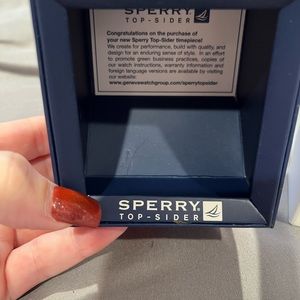 SPERRY
TOP-SIDER
Congratulations on the purchase of
your new Sperry Top-Sider timepiece!
We create for performance, build with quality, and
design for an enduring sense of style. In an effort
to promote green business practices, copies of
our watch instructions, warranty information and
foreign language versions are available by visiting
our website.
www.genevawatchgroup.com/sperrytopsider
SPERRY®
TOP-SIDER